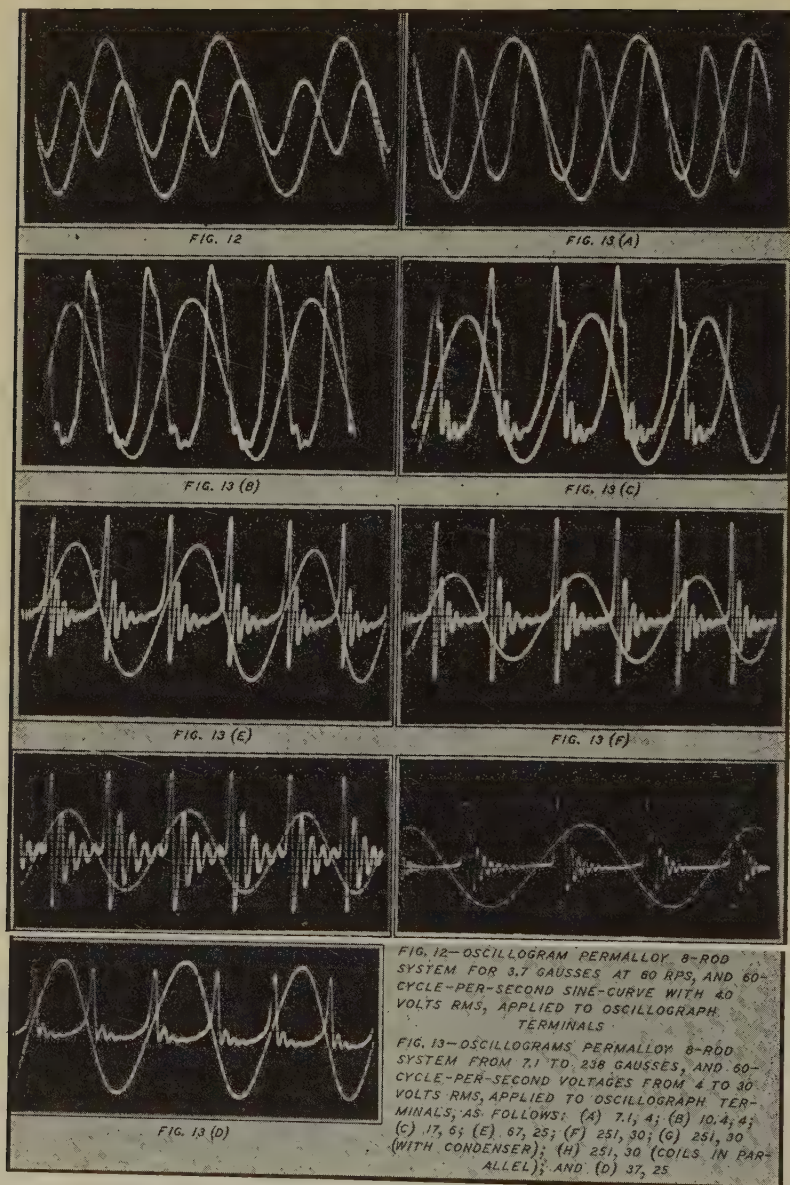 FIG. 12
FIG. 13 (A)
FIG. 13 (B)
FIG. 13 (C)
FIG. 13 (E)
FIG. 13 (F)
FIG. 13 (D)
FIG. 12—OSCILLOGRAM PERMALLOY 8-ROD
SYSTEM FOR 3.7 GAUSSES AT 60 RPS, AND 60-
CYCLE-PER-SECOND SINE-CURVE WITH 4.0
VOLTS RMS, APPLIED TO OSCILLOGRAPH
TERMINALS
FIG. 13—OSCILLOGRAMS PERMALLOY 8-ROD
SYSTEM FROM 7.1 TO 238 GAUSSES, AND 60-
CYCLE-PER-SECOND VOLTAGES FROM 4 TO 30
VOLTS RMS, APPLIED TO OSCILLOGRAPH TER-
MINALS, AS FOLLOWS: (A) 7.1, 4; (B) 10.4, 4;
(C) 17, 6; (E) 67, 25; (F) 251, 30; (G) 251, 30
(WITH CONDENSER); (H) 251, 30 (COILS IN PAR-
ALLEL); AND (D) 37, 25